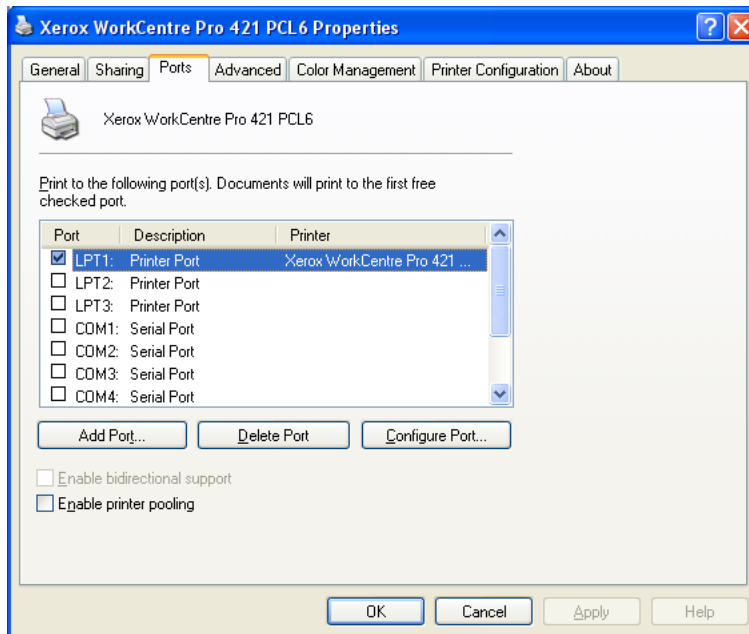 Xerox WorkCentre Pro 421 PCL6 Properties
General Sharing Ports Advanced Color Management Printer Configuration About
Xerox WorkCentre Pro 421 PCL6
Print to the following port(s). Documents will print to the first free
checked port.
Port Description Printer
LPT1: Printer Port Xerox WorkCentre Pro 421 ...
LPT2: Printer Port
LPT3: Printer Port
COM1: Serial Port
COM2: Serial Port
COM3: Serial Port
COM4: Serial Port
Add Port... Delete Port Configure Port...
Enable bidirectional support
Enable printer pooling
OK Cancel Apply Help